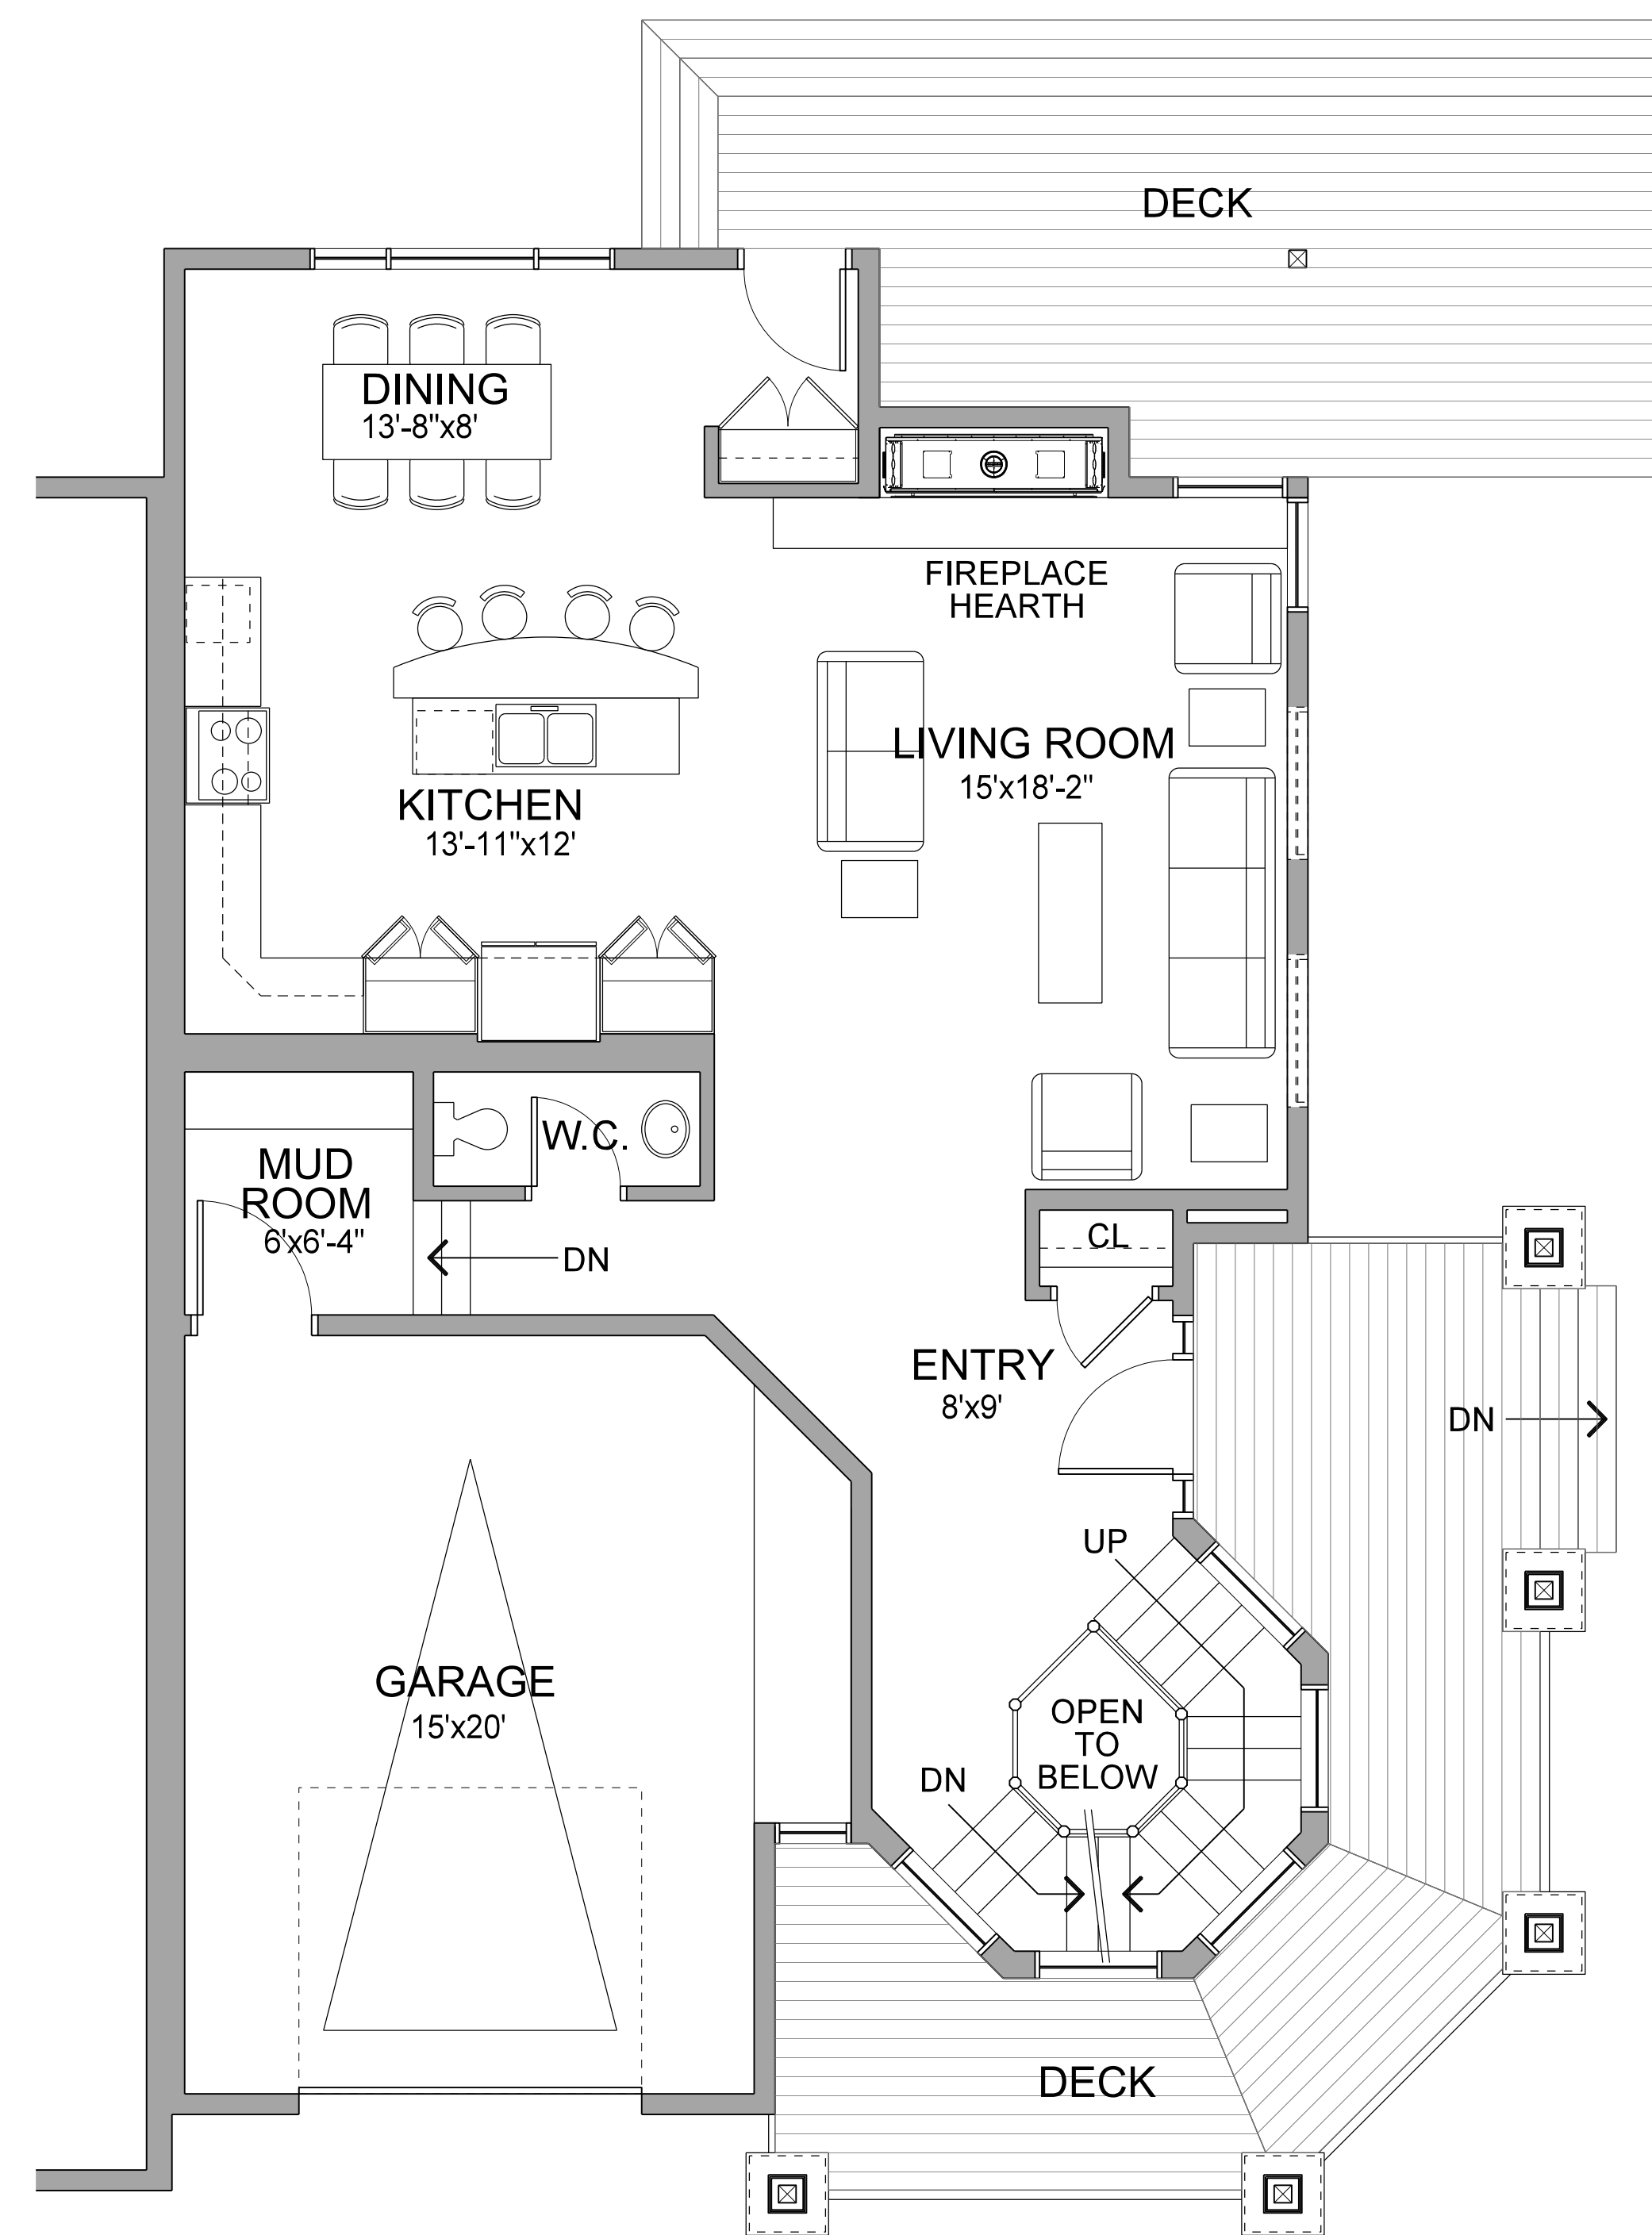 DECK
DINING
13'-8"x8'
FIREPLACE
HEARTH
LIVING ROOM
15'x18'-2"
KITCHEN
13'-11"x12'
W.C.
MUD
ROOM
6'x6'-4"
DN
CL
ENTRY
8'x9'
DN
UP
GARAGE
15'x20'
OPEN
TO
BELOW
DN
DECK